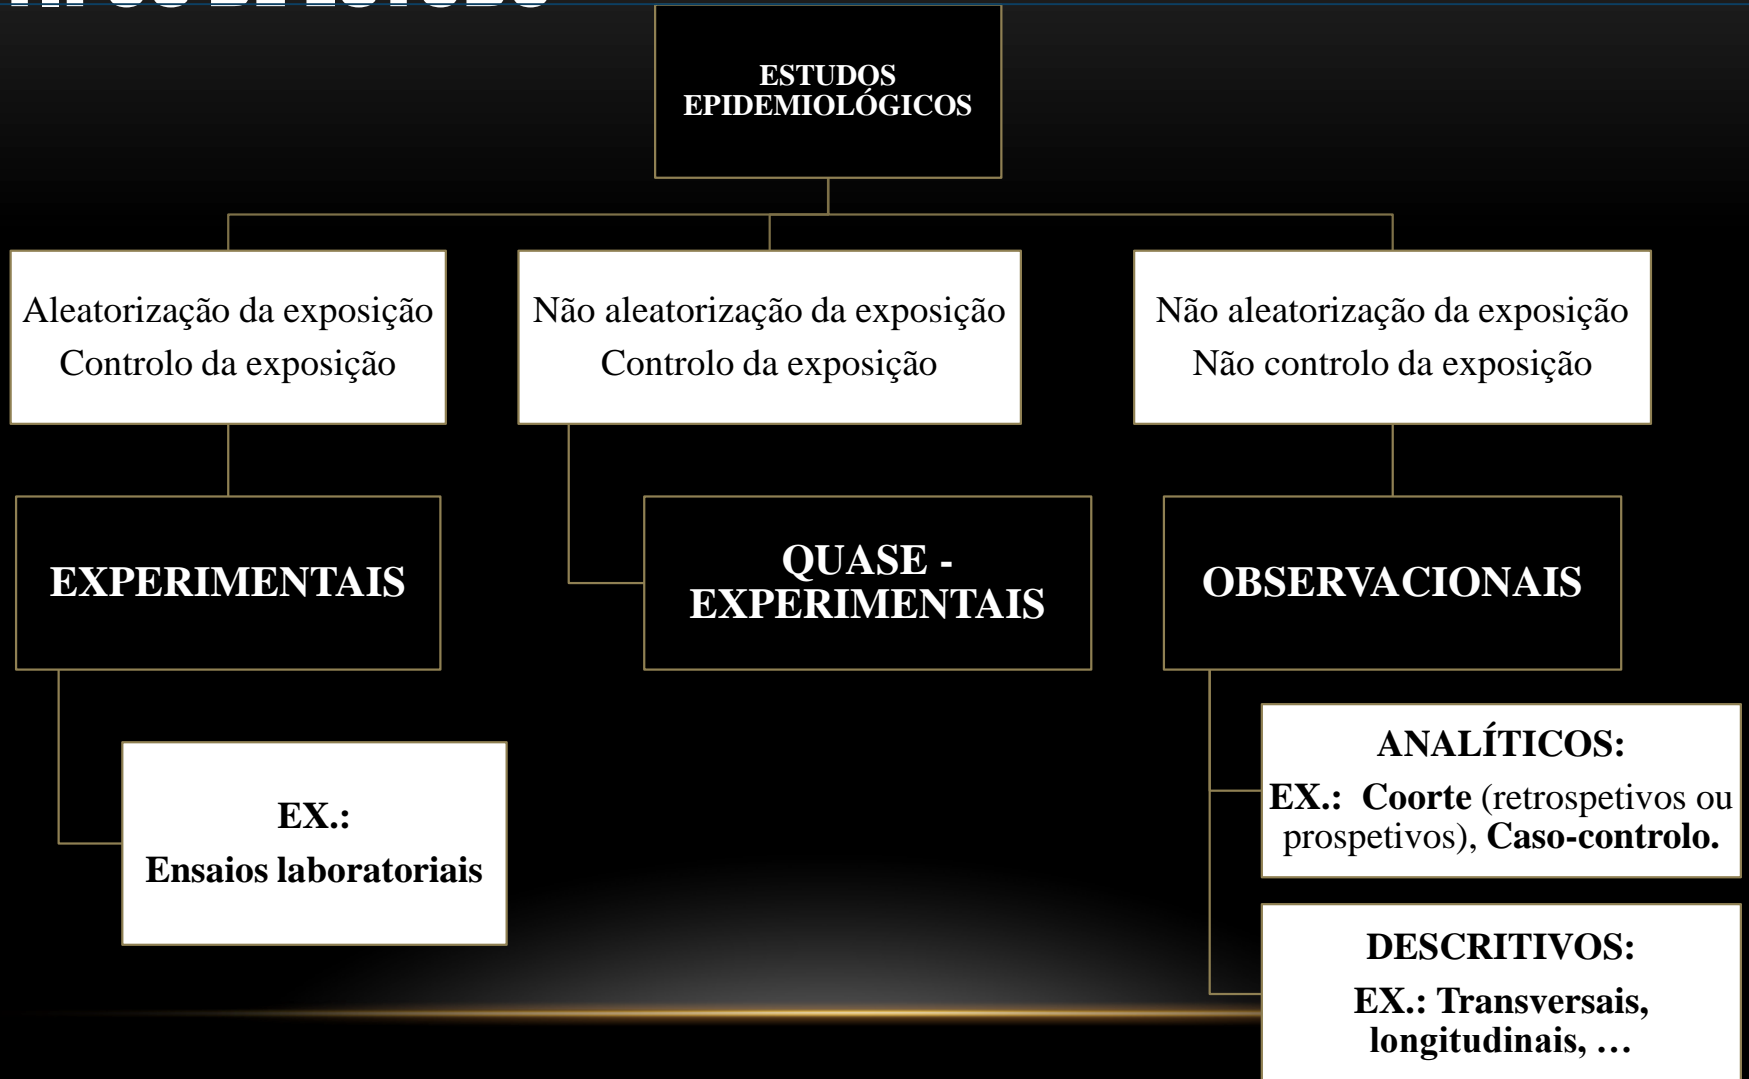 ESTUDOS
EPIDEMIOLÓGICOS
Aleatorização da exposição
Controlo da exposição
Não aleatorização da exposição
Controlo da exposição
Não aleatorização da exposição
Não controlo da exposição
EXPERIMENTAIS
QUASE -
EXPERIMENTAIS
OBSERVACIONAIS
EX.:
Ensaios laboratoriais
ANALÍTICOS:
EX.: Coorte (retrospetivos ou
prospetivos), Caso-controlo.
DESCRITIVOS:
EX.: Transversais,
longitudinais, …